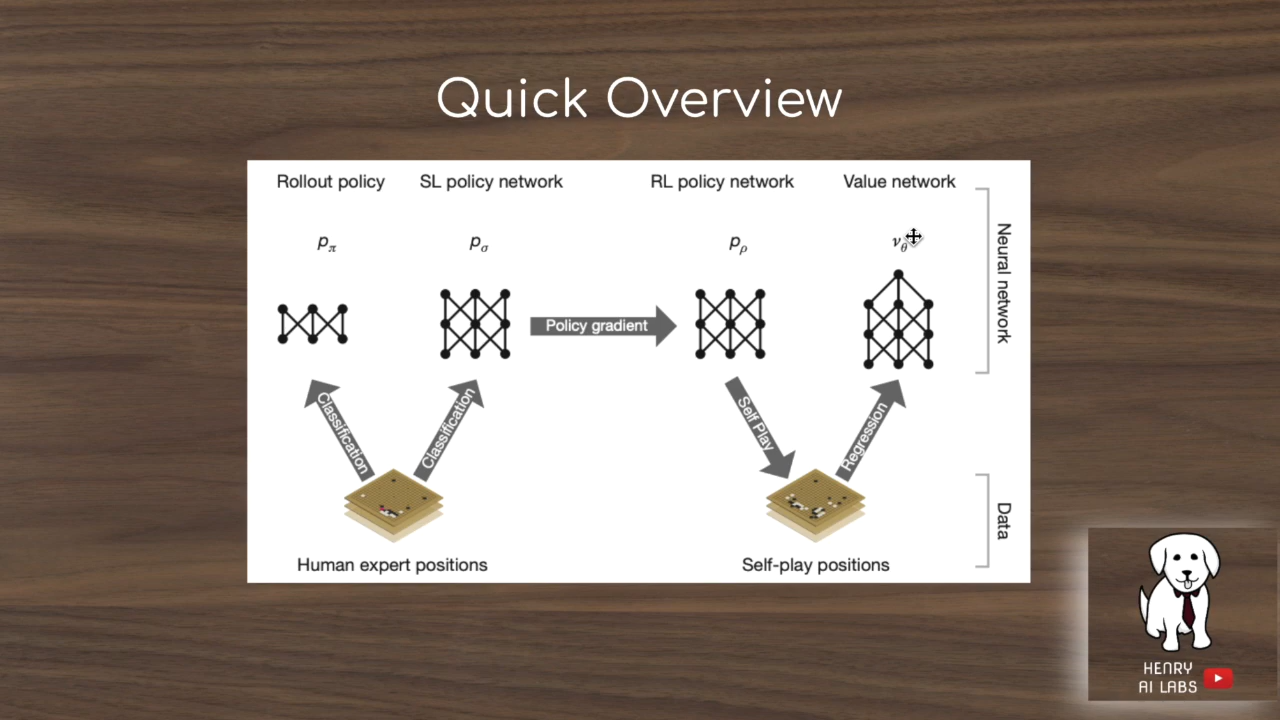 Quick Overview
Rollout policy
SL policy network
RL policy network
Value network
pπ
pσ
pρ
νθ
Neural network
Policy gradient
Classification
Classification
Self Play
Regression
Data
Human expert positions
Self-play positions
HENRY
AI LABS